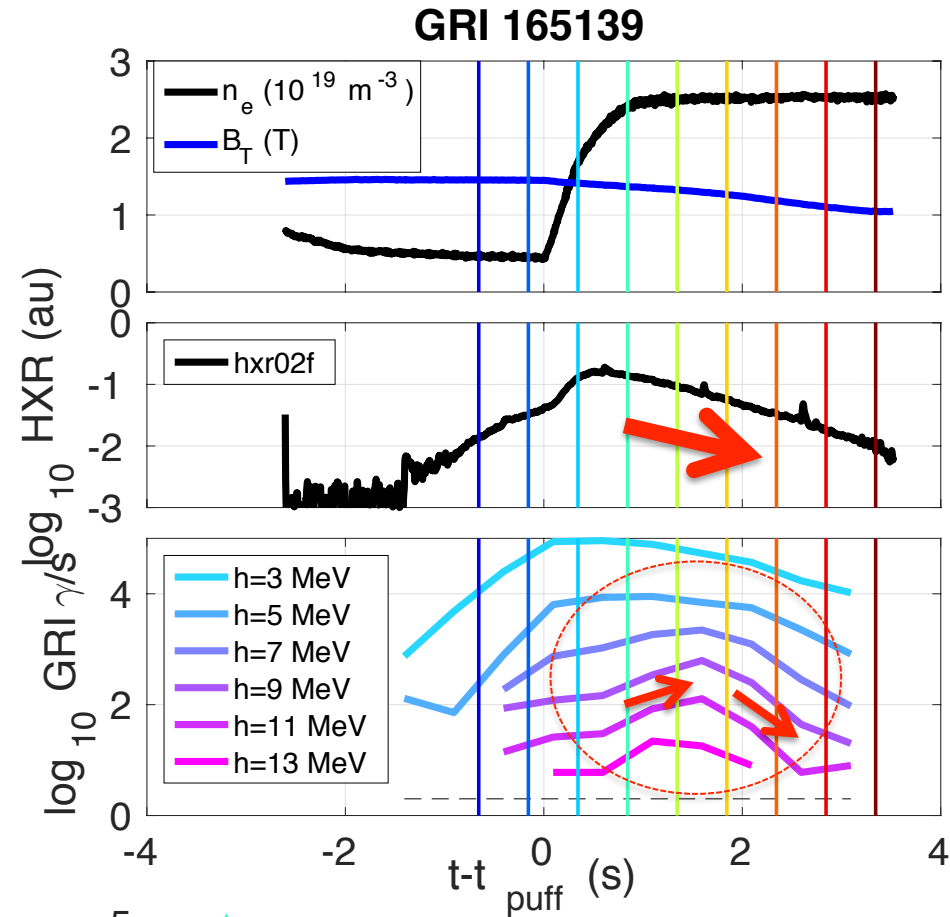 GRI 165139
3
2
1
0
n_e (10^19 m^-3)
B_T (T)
0
-1
-2
-3
log_10 HXR (au)
hxr02f
4
2
0
log_10 GRI γ/s
h=3 MeV
h=5 MeV
h=7 MeV
h=9 MeV
h=11 MeV
h=13 MeV
-4 -2 0 2 4
t-t_puff (s)